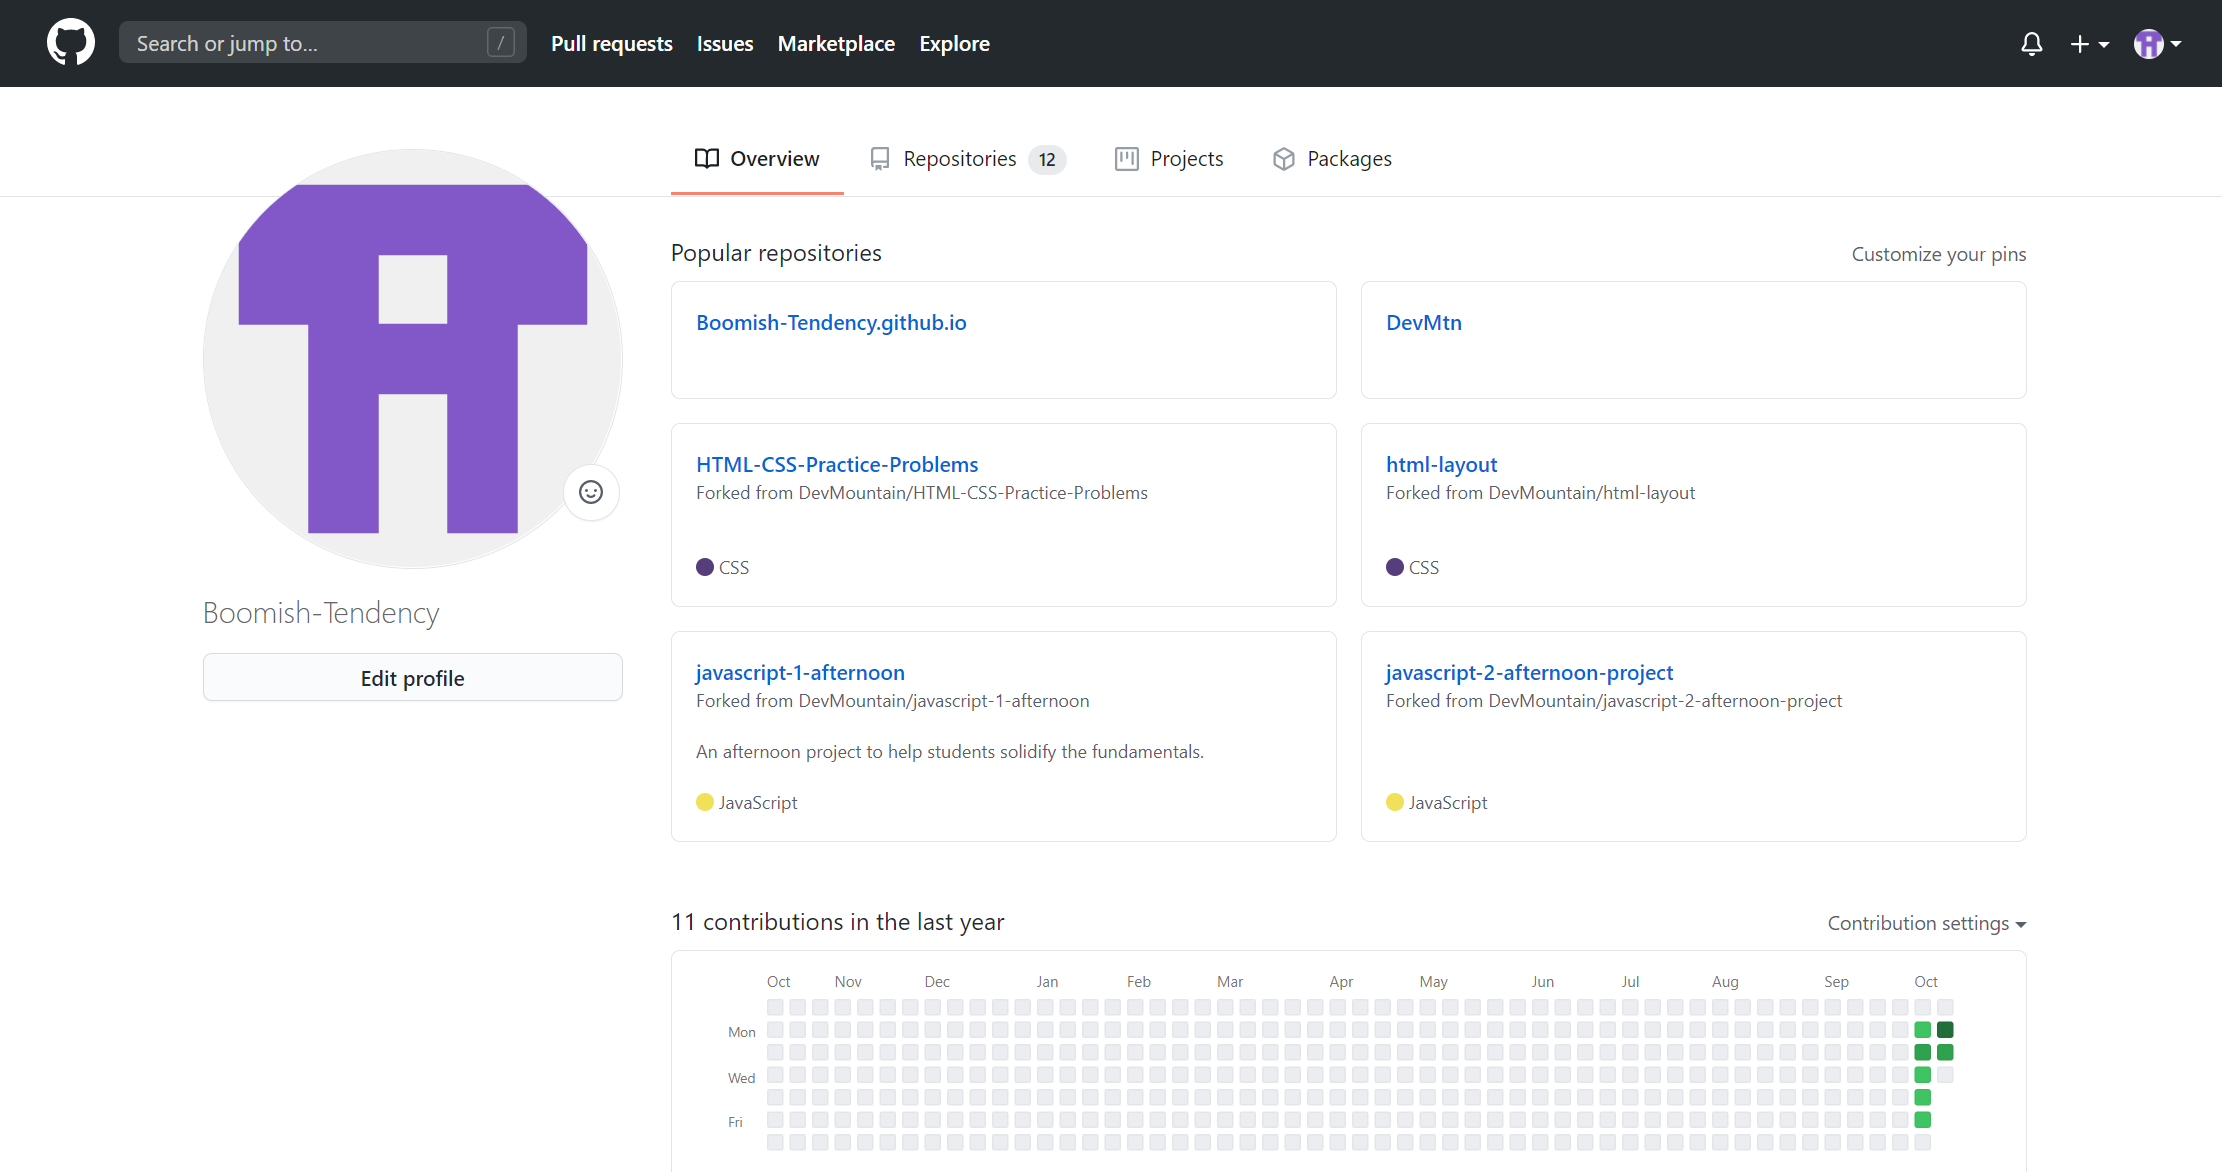 Search or jump to... / Pull requests Issues Marketplace Explore
Overview Repositories 12 Projects Packages
Popular repositories Customize your pins
Boomish-Tendency.github.io
DevMtn
HTML-CSS-Practice-Problems
Forked from DevMountain/HTML-CSS-Practice-Problems
CSS
html-layout
Forked from DevMountain/html-layout
CSS
Boomish-Tendency
Edit profile
javascript-1-afternoon
Forked from DevMountain/javascript-1-afternoon
An afternoon project to help students solidify the fundamentals.
JavaScript
javascript-2-afternoon-project
Forked from DevMountain/javascript-2-afternoon-project
JavaScript
11 contributions in the last year Contribution settings
Oct Nov Dec Jan Feb Mar Apr May Jun Jul Aug Sep Oct
Mon
Wed
Fri